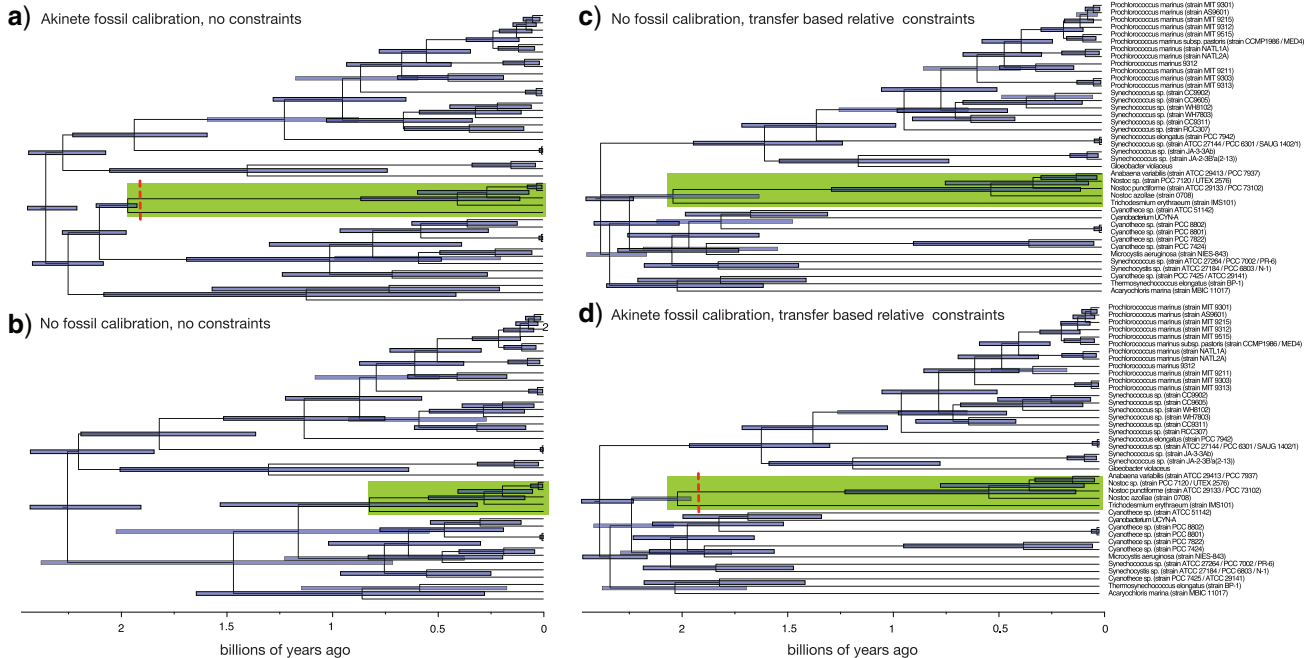 a) Akinete fossil calibration, no constraints
b) No fossil calibration, no constraints
2
2 1.5 1 0.5 0
billions of years ago
c) No fossil calibration, transfer based relative constraints
Prochlorococcus marinus (strain MIT 9301)
Prochlorococcus marinus (strain AS9601)
Prochlorococcus marinus (strain MIT 9215)
Prochlorococcus marinus (strain MIT 9312)
Prochlorococcus marinus (strain MIT 9515)
Prochlorococcus marinus subsp. pastoris (strain CCMP1986 / MED4)
Prochlorococcus marinus (strain NATL1A)
Prochlorococcus marinus (strain NATL2A)
Prochlorococcus marinus 9312
Prochlorococcus marinus (strain MIT 9211)
Prochlorococcus marinus (strain MIT 9303)
Prochlorococcus marinus (strain MIT 9313)
Synechococcus sp. (strain CC9902)
Synechococcus sp. (strain CC9605)
Synechococcus sp. (strain WH8102)
Synechococcus sp. (strain WH7803)
Synechococcus sp. (strain CC9311)
Synechococcus sp. (strain RCC307)
Synechococcus elongatus (strain PCC 7942)
Synechococcus sp. (strain ATCC 27144 / PCC 6301 / SAUG 1402/1)
Synechococcus sp. (strain JA-3-3Ab)
Synechococcus sp. (strain JA-2-3B'a(2-13))
Gloeobacter violaceus
Anabaena variabilis (strain ATCC 29413 / PCC 7937)
Nostoc sp. (strain PCC 7120 / UTEX 2576)
Nostoc punctiforme (strain ATCC 29133 / PCC 73102)
Nostoc azollae (strain 0708)
Trichodesmium erythraeum (strain IMS101)
Cyanothece sp. (strain ATCC 51142)
Cyanobacterium UCYN-A
Cyanothece sp. (strain PCC 8802)
Cyanothece sp. (strain PCC 8801)
Cyanothece sp. (strain PCC 7822)
Cyanothece sp. (strain PCC 7424)
Microcystis aeruginosa (strain NIES-843)
Synechococcus sp. (strain ATCC 27264 / PCC 7002 / PR-6)
Synechocystis sp. (strain ATCC 27184 / PCC 6803 / N-1)
Cyanothece sp. (strain PCC 7425 / ATCC 29141)
Thermosynechococcus elongatus (strain BP-1)
Acaryochloris marina (strain MBIC 11017)
d) Akinete fossil calibration, transfer based relative constraints
Prochlorococcus marinus (strain MIT 9301)
Prochlorococcus marinus (strain AS9601)
Prochlorococcus marinus (strain MIT 9215)
Prochlorococcus marinus (strain MIT 9312)
Prochlorococcus marinus (strain MIT 9515)
Prochlorococcus marinus subsp. pastoris (strain CCMP1986 / MED4)
Prochlorococcus marinus (strain NATL1A)
Prochlorococcus marinus (strain NATL2A)
Prochlorococcus marinus 9312
Prochlorococcus marinus (strain MIT 9211)
Prochlorococcus marinus (strain MIT 9303)
Prochlorococcus marinus (strain MIT 9313)
Synechococcus sp. (strain CC9902)
Synechococcus sp. (strain CC9605)
Synechococcus sp. (strain WH8102)
Synechococcus sp. (strain WH7803)
Synechococcus sp. (strain CC9311)
Synechococcus sp. (strain RCC307)
Synechococcus elongatus (strain PCC 7942)
Synechococcus sp. (strain ATCC 27144 / PCC 6301 / SAUG 1402/1)
Synechococcus sp. (strain JA-3-3Ab)
Synechococcus sp. (strain JA-2-3B'a(2-13))
Gloeobacter violaceus
Anabaena variabilis (strain ATCC 29413 / PCC 7937)
Nostoc sp. (strain PCC 7120 / UTEX 2576)
Nostoc punctiforme (strain ATCC 29133 / PCC 73102)
Nostoc azollae (strain 0708)
Trichodesmium erythraeum (strain IMS101)
Cyanothece sp. (strain ATCC 51142)
Cyanobacterium UCYN-A
Cyanothece sp. (strain PCC 8802)
Cyanothece sp. (strain PCC 8801)
Cyanothece sp. (strain PCC 7822)
Cyanothece sp. (strain PCC 7424)
Microcystis aeruginosa (strain NIES-843)
Synechococcus sp. (strain ATCC 27264 / PCC 7002 / PR-6)
Synechocystis sp. (strain ATCC 27184 / PCC 6803 / N-1)
Cyanothece sp. (strain PCC 7425 / ATCC 29141)
Thermosynechococcus elongatus (strain BP-1)
Acaryochloris marina (strain MBIC 11017)
2 1.5 1 0.5 0
billions of years ago